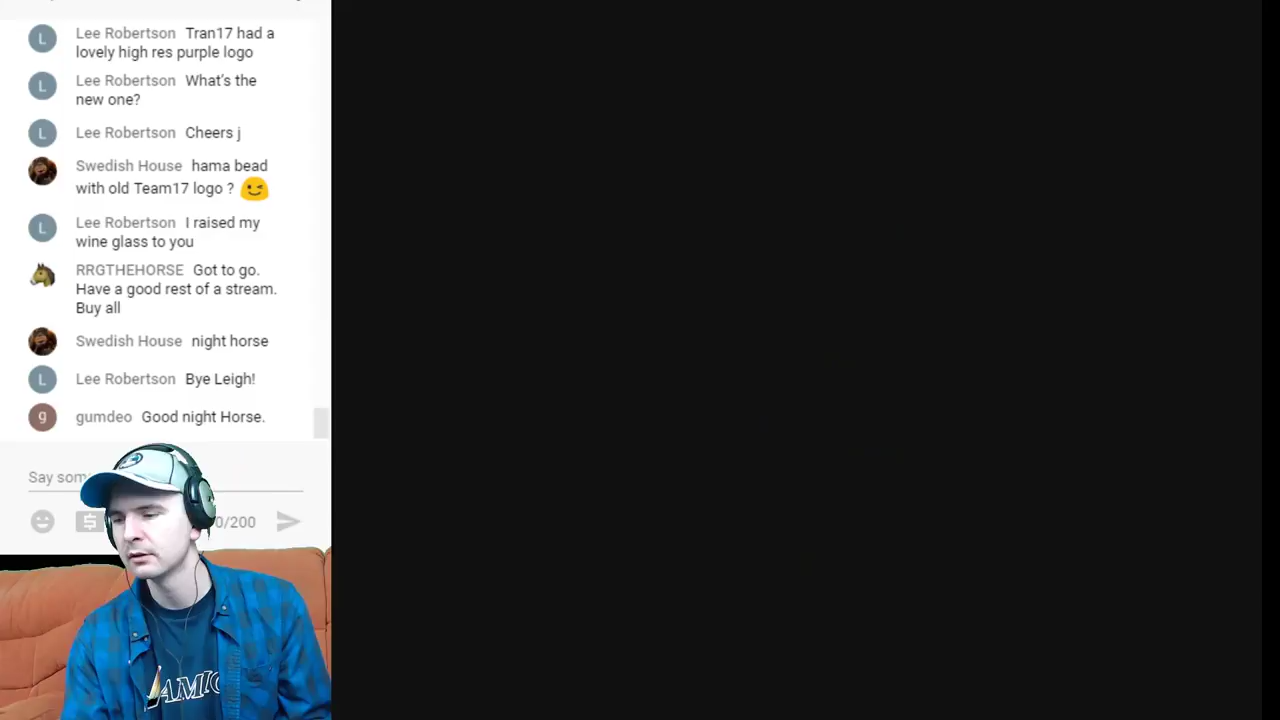 Lee Robertson Tran17 had a
lovely high res purple logo
L
Lee Robertson What's the
new one?
L
Lee Robertson Cheers j
L
Swedish House hama bead
with old Team17 logo ?
Lee Robertson I raised my
wine glass to you
L
RRGTHEHORSE Got to go.
Have a good rest of a stream.
Buy all
Swedish House night horse
Lee Robertson Bye Leigh!
L
gumdeo Good night Horse.
g
Say som
0/200
AMIG